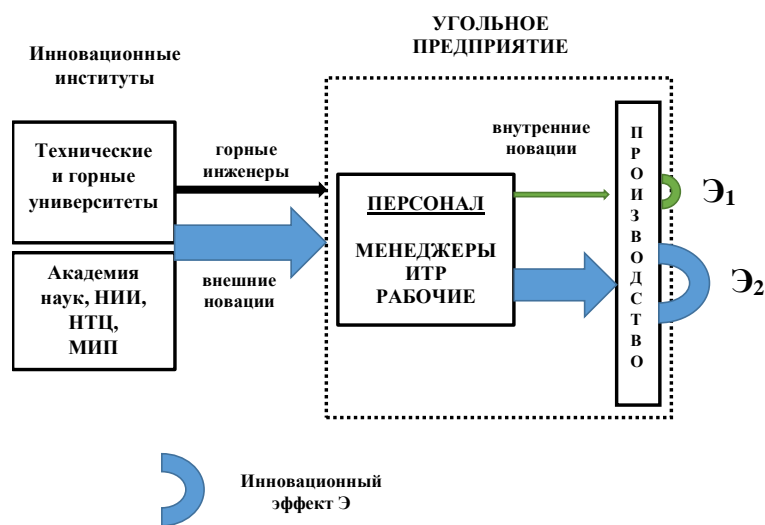 УГОЛЬНОЕ
ПРЕДПРИЯТИЕ
Инновационные
институты
Технические
и горные
университеты
Академия
наук, НИИ,
НТЦ,
МИП
горные
инженеры
внешние
новации
ПЕРСОНАЛ
МЕНЕДЖЕРЫ
ИТР
РАБОЧИЕ
внутренние
новации
ПРОИЗВОДСТВО
Э1
Э2
Инновационный
эффект Э